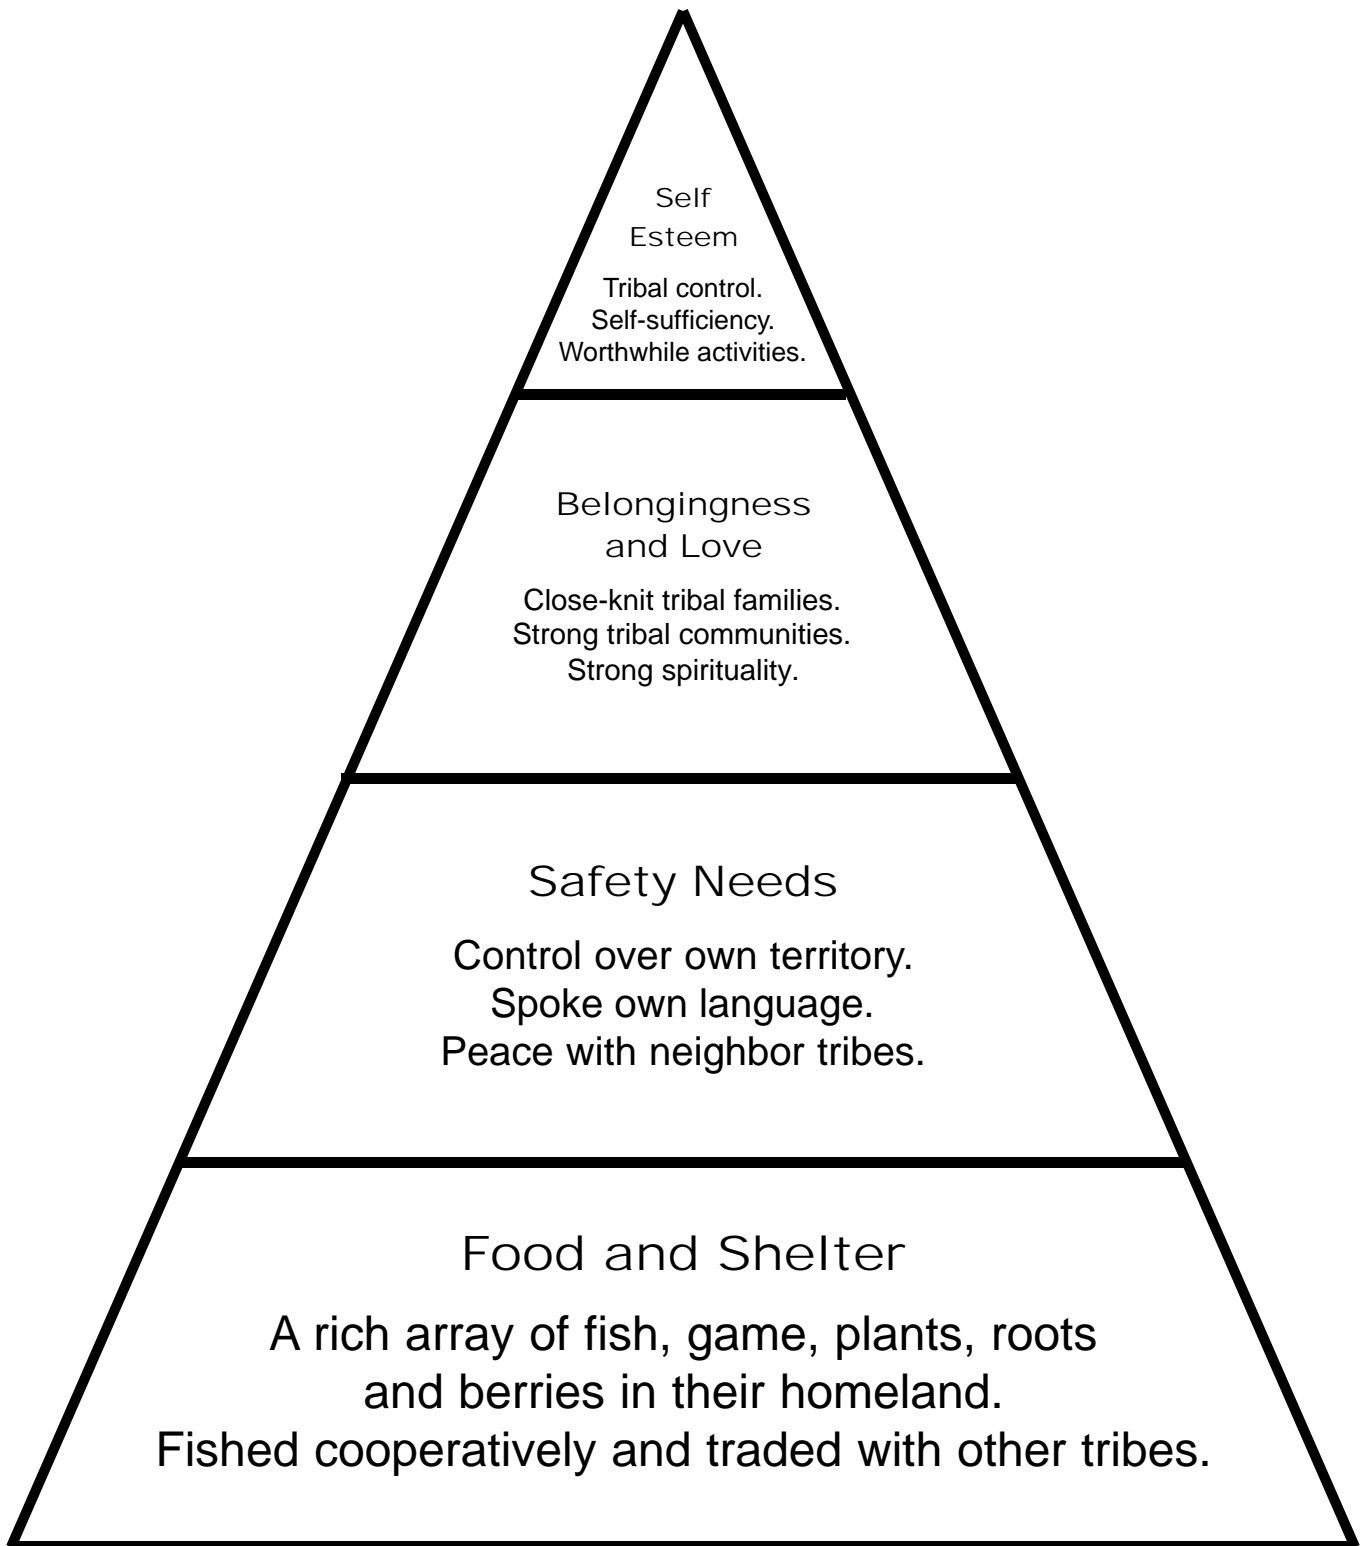 Self
Esteem
Tribal control.
Self-sufficiency.
Worthwhile activities.
Belongingness
and Love
Close-knit tribal families.
Strong tribal communities.
Strong spirituality.
Safety Needs
Control over own territory.
Spoke own language.
Peace with neighbor tribes.
Food and Shelter
A rich array of fish, game, plants, roots
and berries in their homeland.
Fished cooperatively and traded with other tribes.